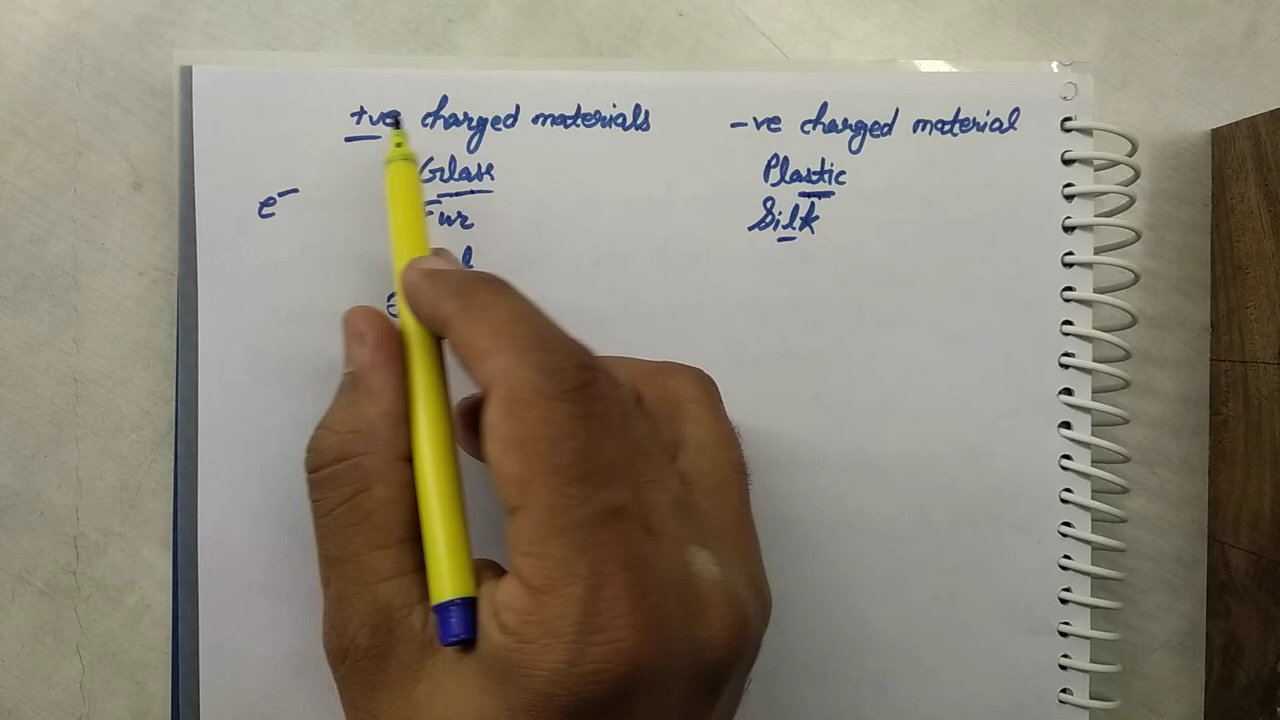 +ve charged materials
-ve charged material
e⁻
Glass
Plastic
Fur
Silk